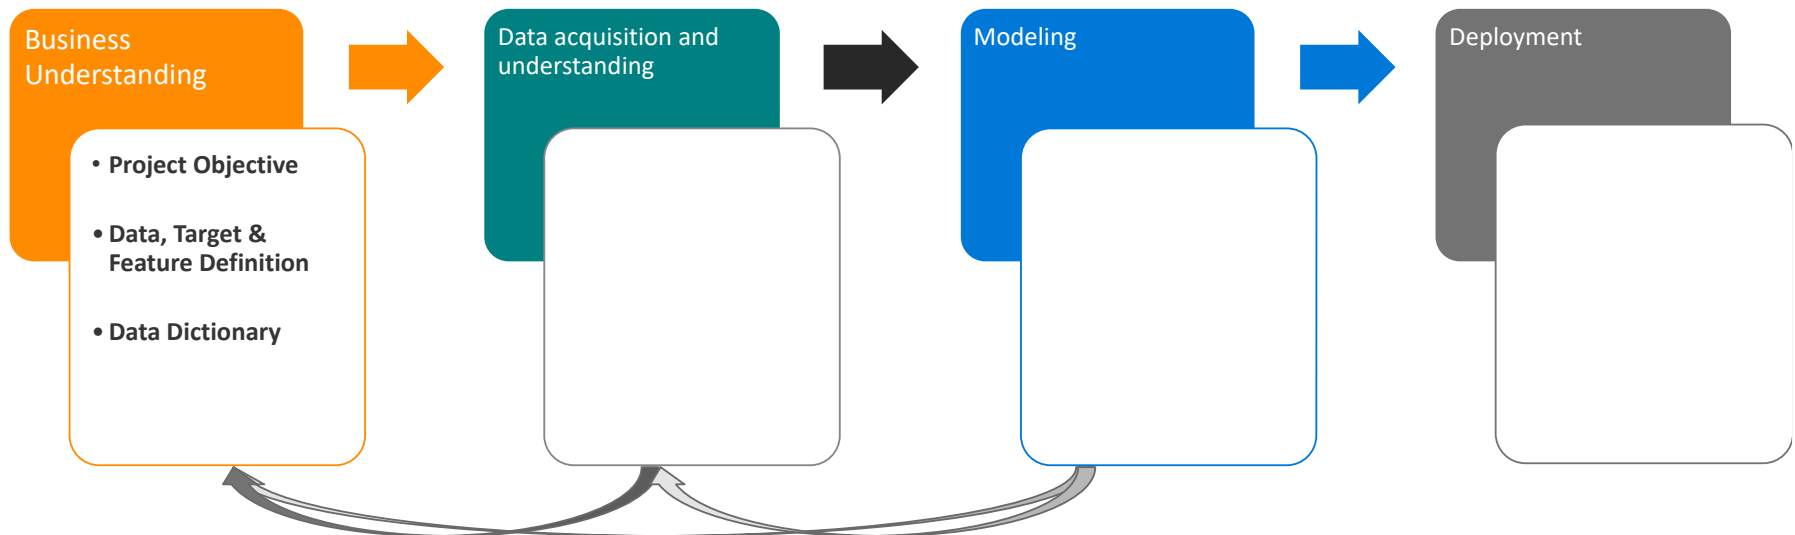 Business
Understanding
• Project Objective
• Data, Target &
Feature Definition
• Data Dictionary
Data acquisition and
understanding
Modeling
Deployment